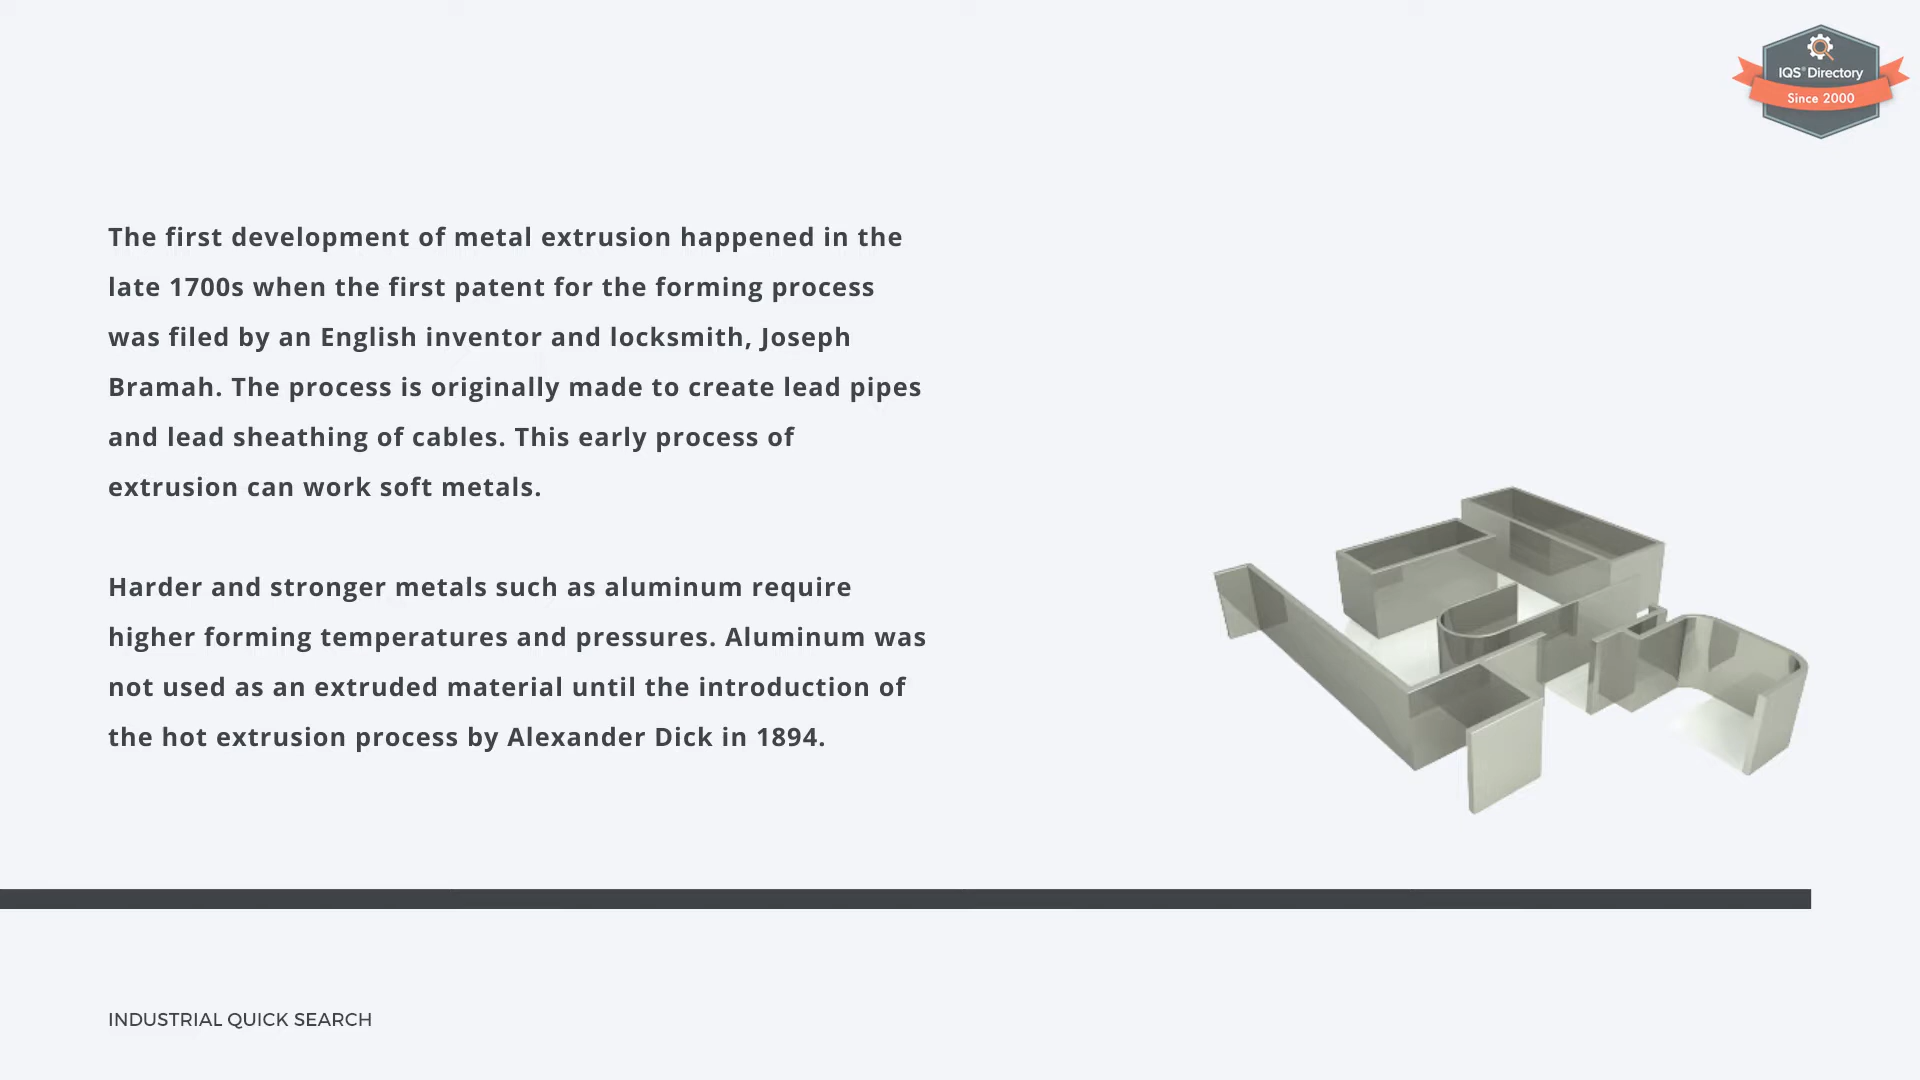 IQS® Directory
Since 2000
The first development of metal extrusion happened in the
late 1700s when the first patent for the forming process
was filed by an English inventor and locksmith, Joseph
Bramah. The process is originally made to create lead pipes
and lead sheathing of cables. This early process of
extrusion can work soft metals.
Harder and stronger metals such as aluminum require
higher forming temperatures and pressures. Aluminum was
not used as an extruded material until the introduction of
the hot extrusion process by Alexander Dick in 1894.
INDUSTRIAL QUICK SEARCH